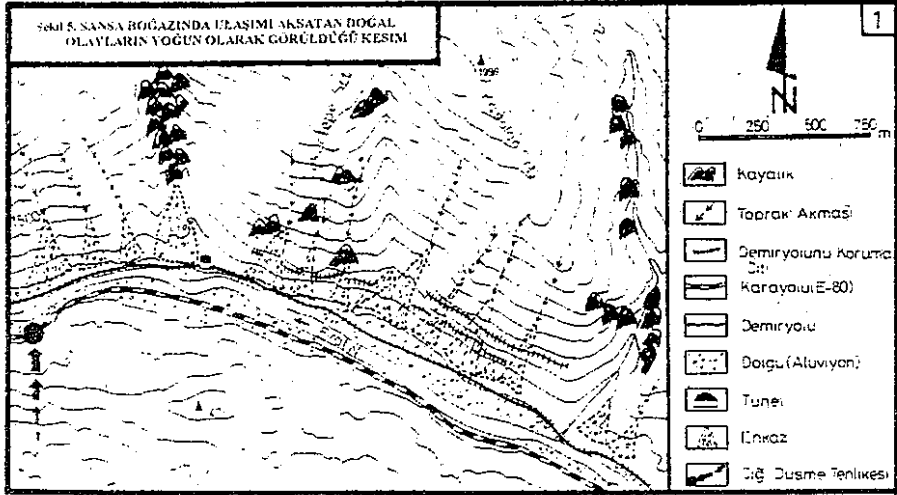 Şekil 5. SANSA BOĞAZINDA ULAŞIMI AKSATAN DOĞAL
OLAYLARIN YOĞUN OLARAK GÖRÜLDÜĞÜ KESİM
1
N
0 250 500 750 m
Kayalık
Toprak Akması
Demiryolunu Koruma
Karayolu(E-80)
Demiryolu
Dolgu(Alüvyon)
Tünel
Enkaz
Çığ Düşme Tehlikesi